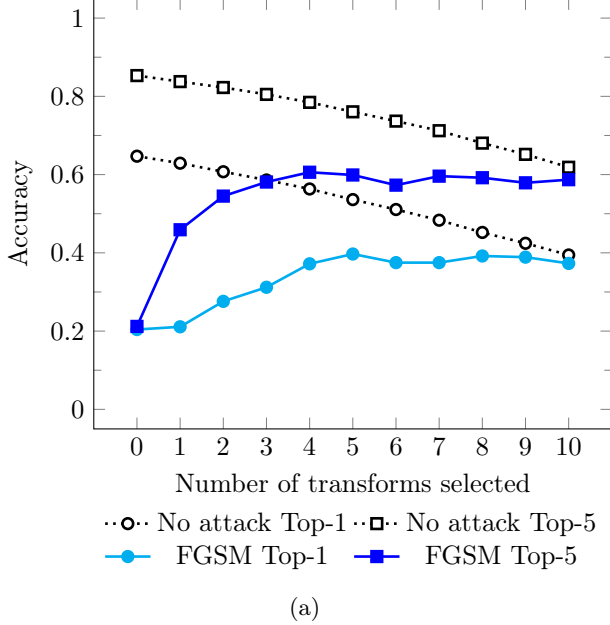 1
0.8
0.6
0.4
0.2
0
Accuracy
0 1 2 3 4 5 6 7 8 9 10
Number of transforms selected
No attack Top-1 No attack Top-5
FGSM Top-1 FGSM Top-5
(a)